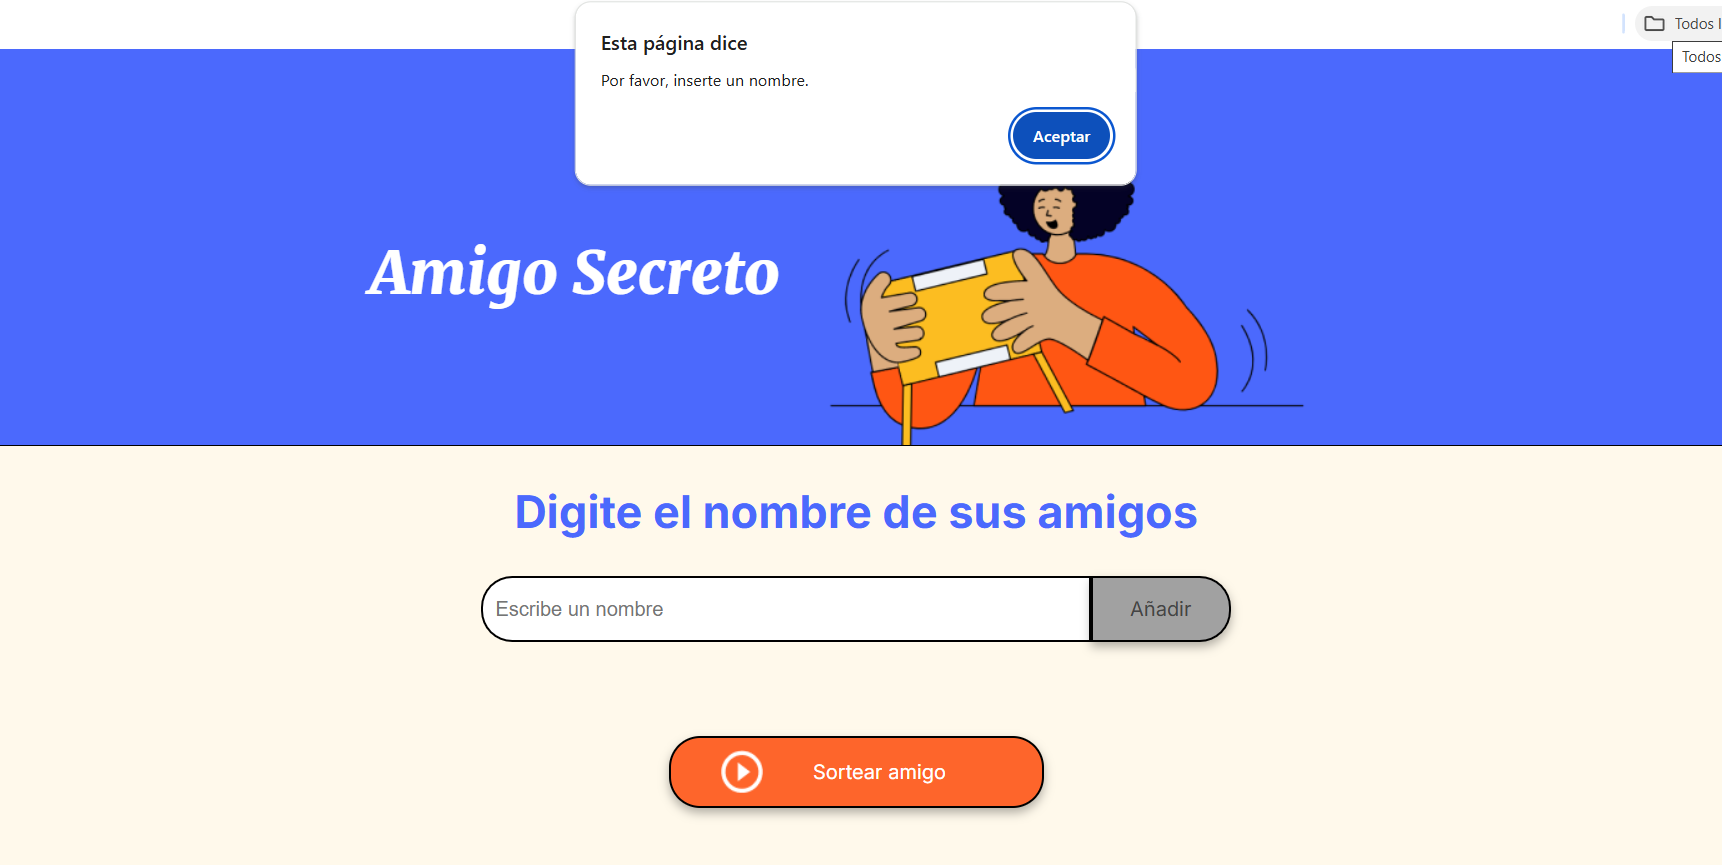 Esta página dice
Por favor, inserte un nombre.
Aceptar
Todos
Todos
Amigo Secreto
Digite el nombre de sus amigos
Escribe un nombre
Añadir
Sortear amigo